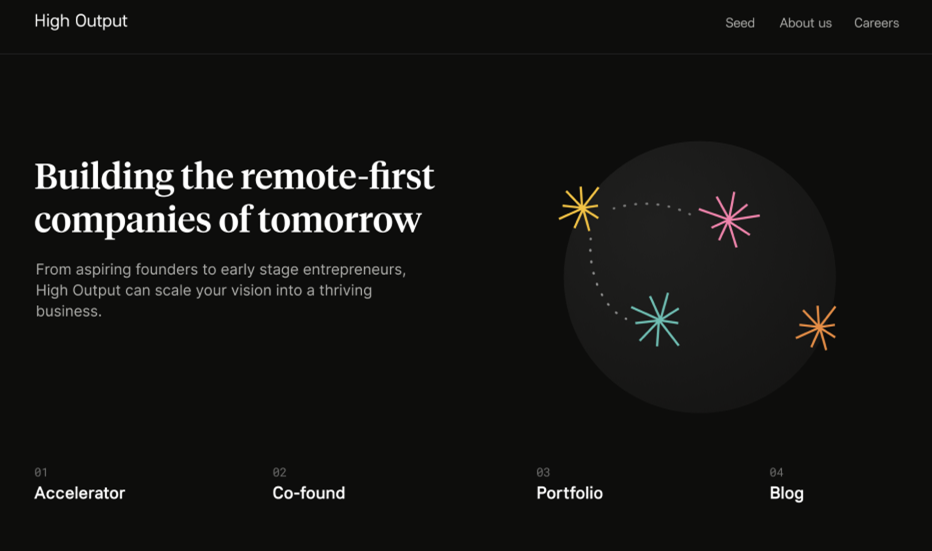 High Output
Seed
About us
Careers
Building the remote-first
companies of tomorrow
From aspiring founders to early stage entrepreneurs,
High Output can scale your vision into a thriving
business.
01
Accelerator
02
Co-found
03
Portfolio
04
Blog